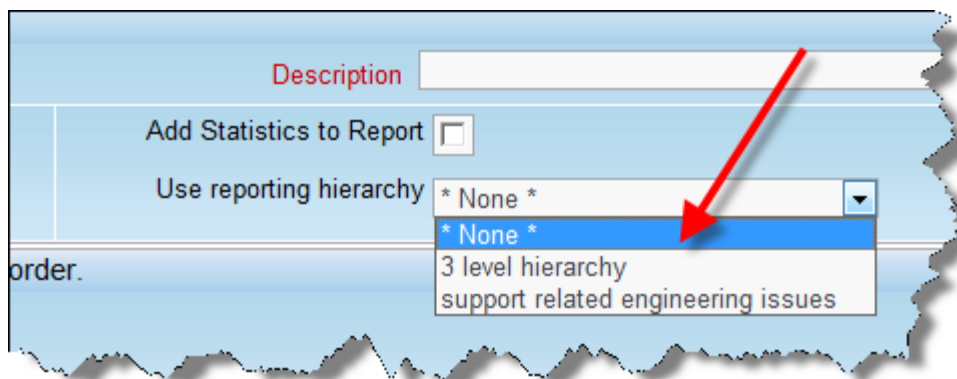 Description
Add Statistics to Report
Use reporting hierarchy * None *
* None *
3 level hierarchy
support related engineering issues
order.